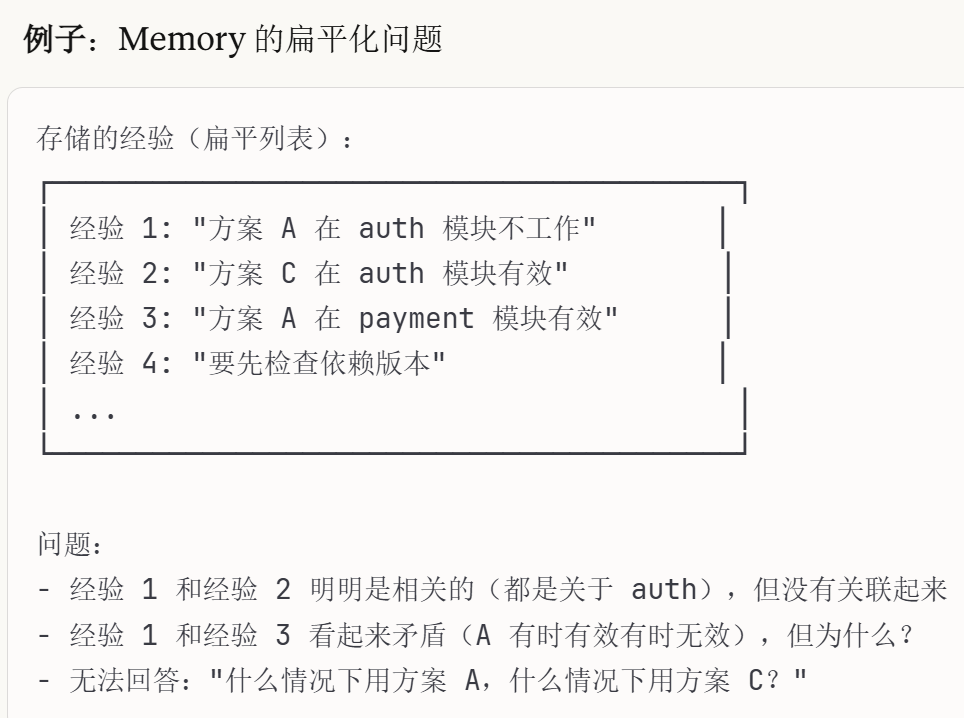 例子：Memory 的扁平化问题
存储的经验（扁平列表）：
经验 1: "方案 A 在 auth 模块不工作"
经验 2: "方案 C 在 auth 模块有效"
经验 3: "方案 A 在 payment 模块有效"
经验 4: "要先检查依赖版本"
...
问题：
- 经验 1 和经验 2 明明是相关的（都是关于 auth），但没有关联起来
- 经验 1 和经验 3 看起来矛盾（A 有时有效有时无效），但为什么？
- 无法回答："什么情况下用方案 A，什么情况下用方案 C？"